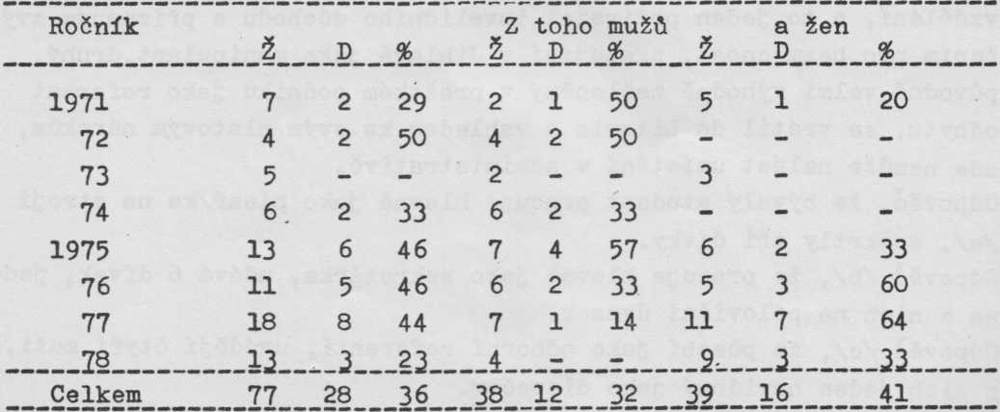 Ročník Z toho mužů a žen
Ž D % Ž D % Ž D %
1971 7 2 29 2 1 50 5 1 20
72 4 2 50 4 2 50 – – –
73 5 – – 2 – – 3 – –
74 6 2 33 6 2 33 – – –
1975 13 6 46 7 4 57 6 2 33
76 11 5 46 6 2 33 5 3 60
77 18 8 44 7 1 14 11 7 64
78 13 3 23 4 – – 9 3 33
Celkem 77 28 36 38 12 32 39 16 41